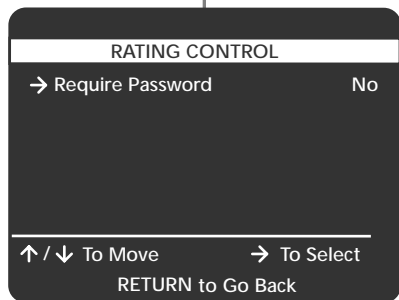 RATING CONTROL
→ Require Password No
↑ / ↓ To Move → To Select
RETURN to Go Back